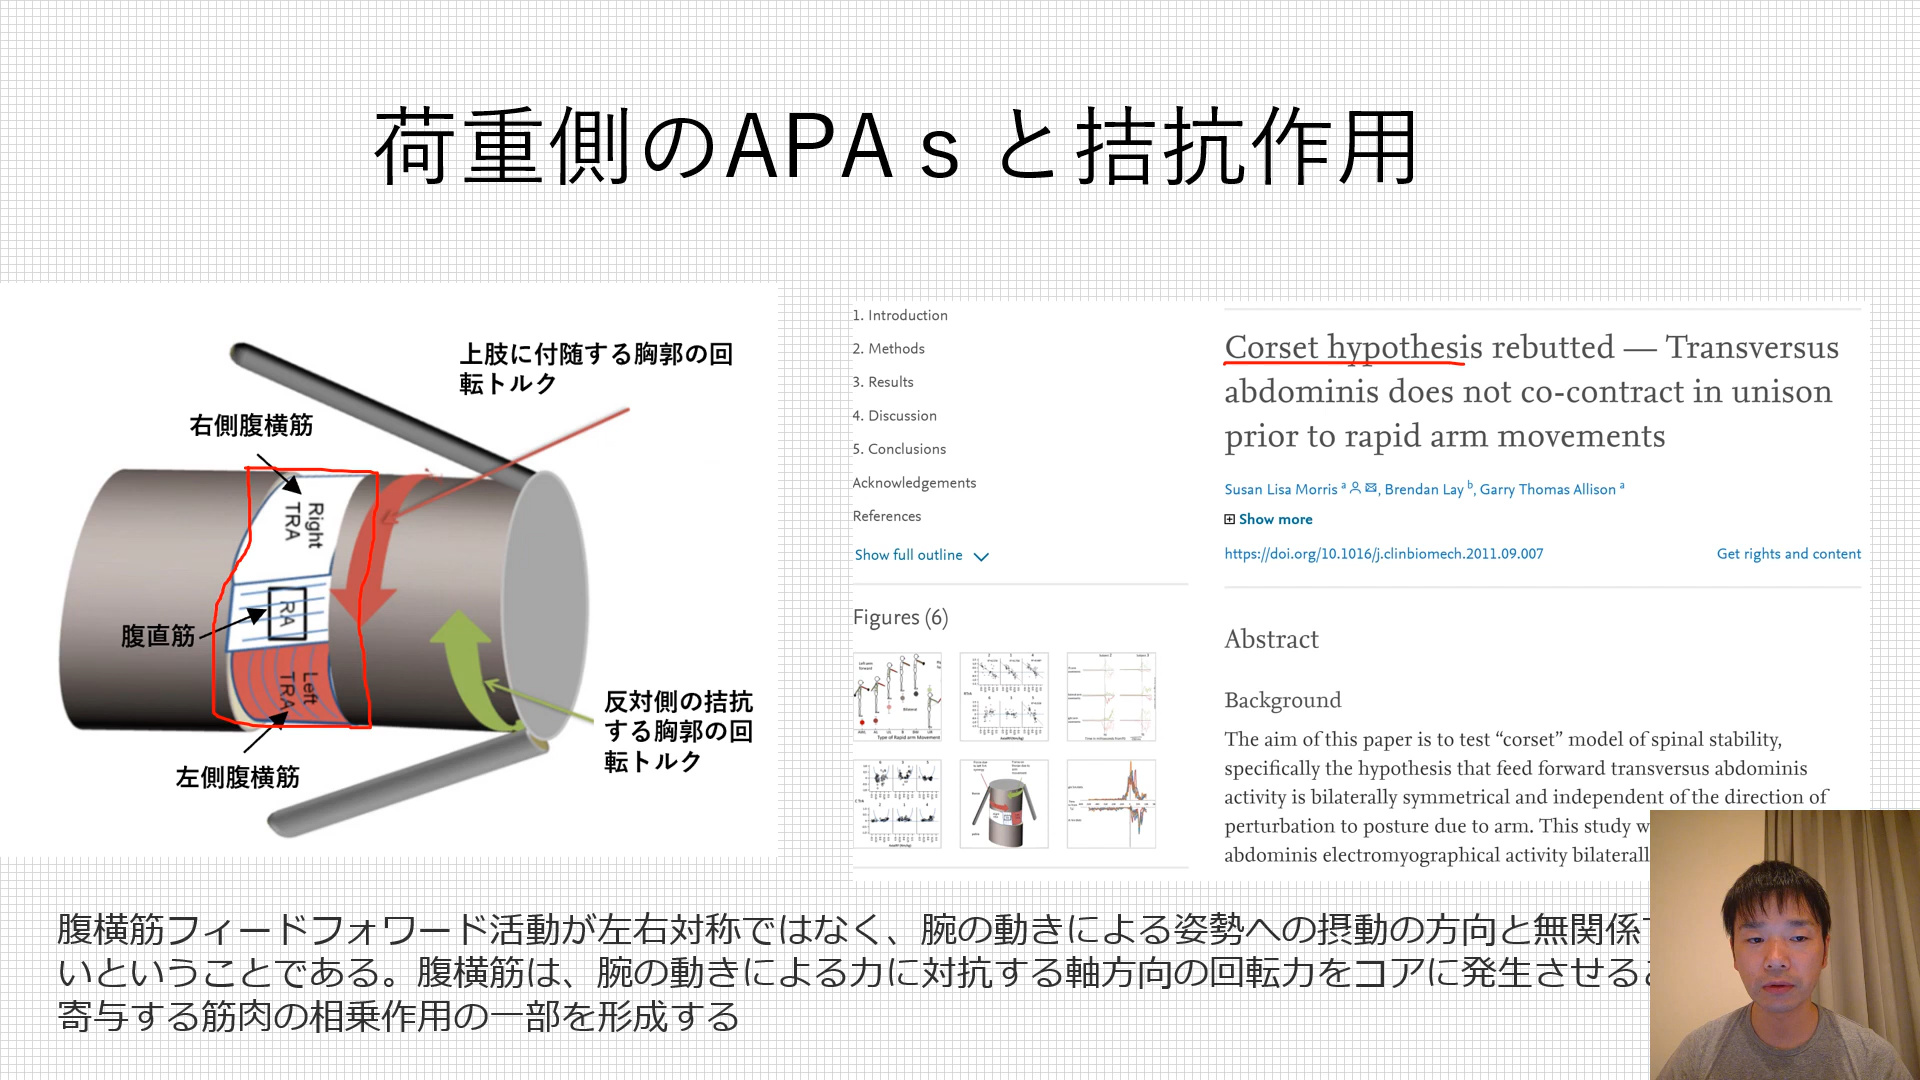 荷重側のAPAｓと拮抗作用
上肢に付随する胸郭の回
転トルク
右側腹横筋
Right
TRA
腹直筋
RA
Left
TRA
左側腹横筋
反対側の拮抗
する胸郭の回
転トルク
1. Introduction
2. Methods
3. Results
4. Discussion
5. Conclusions
Acknowledgements
References
Show full outline
Figures (6)
Corset hypothesis rebutted — Transversus
abdominis does not co-contract in unison
prior to rapid arm movements
Susan Lisa Morris a, Brendan Lay b, Garry Thomas Allison a
Show more
https://doi.org/10.1016/j.clinbiomech.2011.09.007
Get rights and content
Abstract
Background
The aim of this paper is to test “corset” model of spinal stability,
specifically the hypothesis that feed forward transversus abdominis
activity is bilaterally symmetrical and independent of the direction of
perturbation to posture due to arm. This study
abdominis electromyographical activity
腹横筋フィードフォワード活動が左右対称ではなく、腕の動きによる姿勢への摂動の方向と無関係
いということである。腹横筋は、腕の動きによる力に対抗する軸方向の回転力をコアに発生させる
寄与する筋肉の相乗作用の一部を形成する